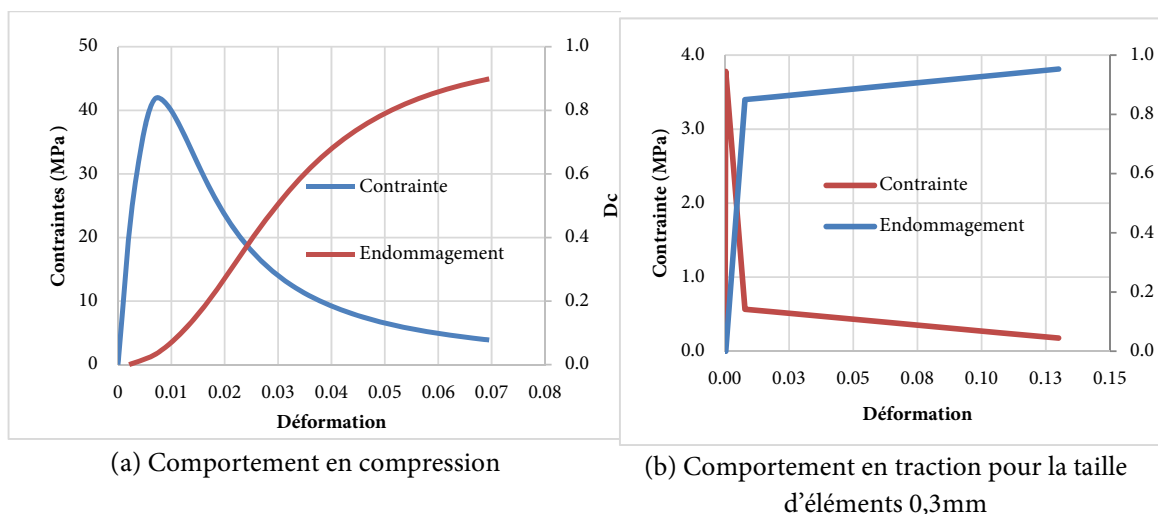 50
40
30
20
10
0
Contraintes (MPa )
1.0
0.8
0.6
0.4
0.2
0.0
Dc
Contrainte
Endommagement
0 0.01 0.02 0.03 0.04 0.05 0.06 0.07 0.08
Déformation
(a) Comportement en compression
4.0
3.0
2.0
1.0
0.0
Contrainte (MPa)
1.0
0.8
0.6
0.4
0.2
0.0
Contrainte
Endommagement
0.00 0.03 0.05 0.08 0.10 0.13 0.15
Déformation
(b) Comportement en traction pour la taille
d’éléments 0,3mm